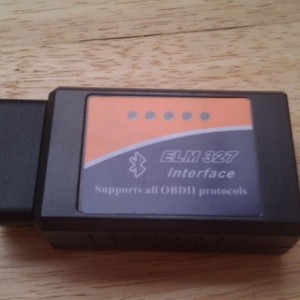 ELM 327
Interface
Supports all OBDII protocols